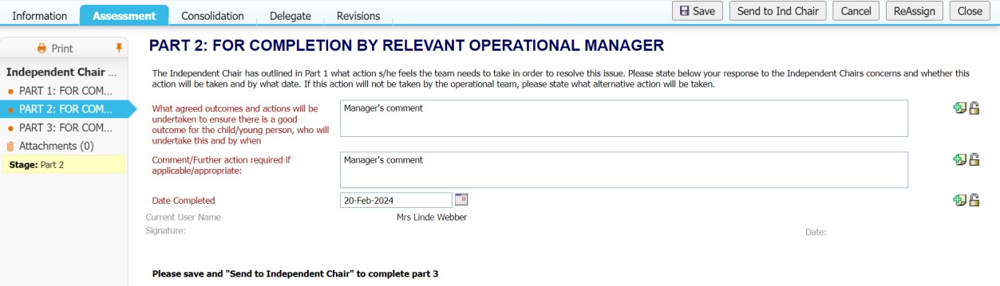 Information Assessment Consolidation Delegate Revisions Save Send to Ind Chair Cancel ReAssign Close
Print
Independent Chair ...
PART 1: FOR COM...
PART 2: FOR COM...
PART 3: FOR COM...
Attachments (0)
Stage: Part 2
PART 2: FOR COMPLETION BY RELEVANT OPERATIONAL MANAGER
The Independent Chair has outlined in Part 1 what action s/he feels the team needs to take in order to resolve this issue. Please state below your response to the Independent Chairs concerns and whether this
action will be taken and by what date. If this action will not be taken by the operational team, please state what alternative action will be taken.
What agreed outcomes and actions will be
undertaken to ensure there is a good
outcome for the child/young person, who will
undertake this and by when
Manager's comment
Comment/Further action required if
applicable/appropriate:
Manager's comment
Date Completed 20-Feb-2024
Current User Name Mrs Linde Webber
Signature: Date:
Please save and "Send to Independent Chair" to complete part 3